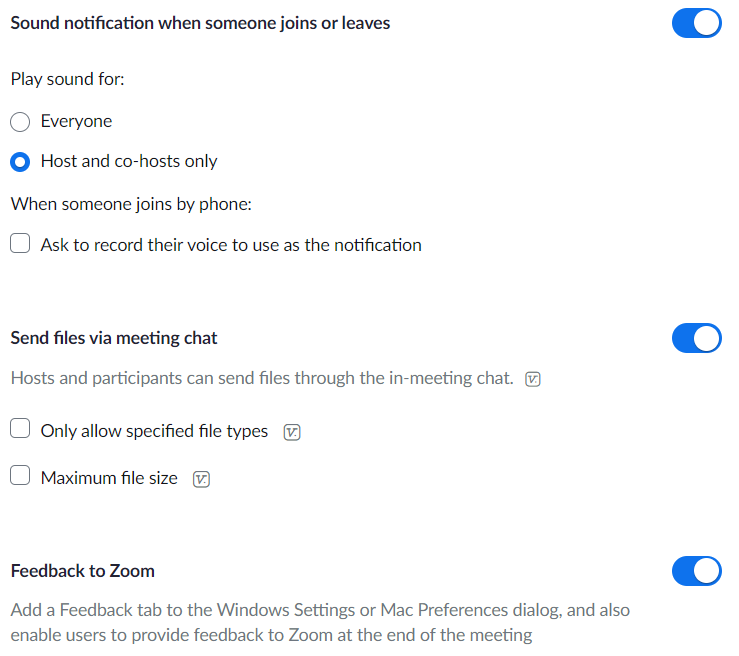 Sound notification when someone joins or leaves
Play sound for:
Everyone
Host and co-hosts only
When someone joins by phone:
Ask to record their voice to use as the notification
Send files via meeting chat
Hosts and participants can send files through the in-meeting chat.
Only allow specified file types
Maximum file size
Feedback to Zoom
Add a Feedback tab to the Windows Settings or Mac Preferences dialog, and also
enable users to provide feedback to Zoom at the end of the meeting